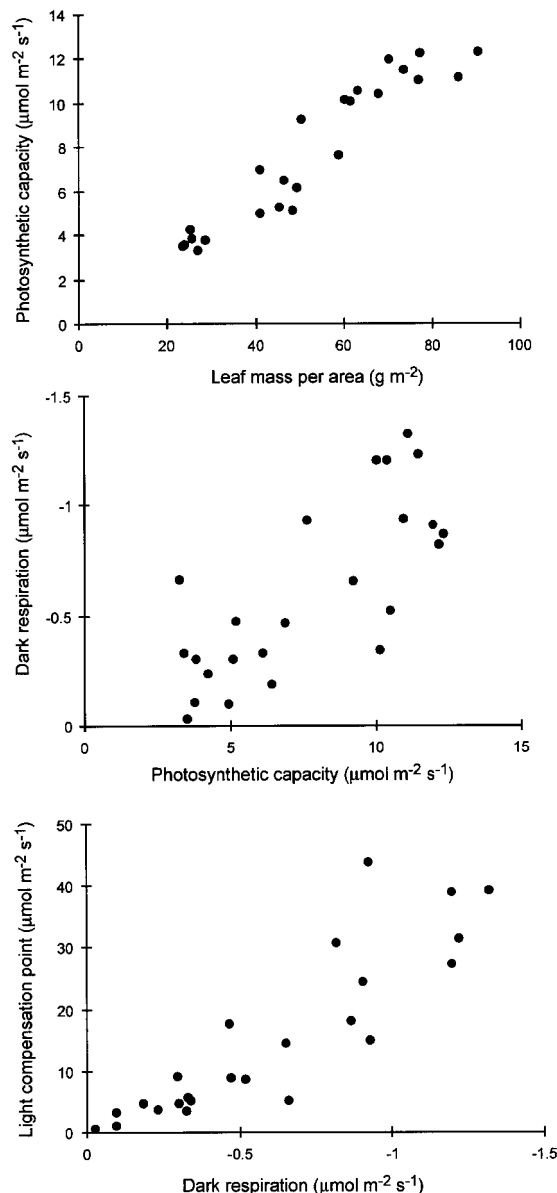 14
12
10
8
6
4
2
0
Photosynthetic capacity (μmol m-2 s-1)
0 20 40 60 80 100
Leaf mass per area (g m-2)
-1.5
-1
-0.5
0
Dark respiration (μmol m-2 s-1)
0 5 10 15
Photosynthetic capacity (μmol m-2 s-1)
50
40
30
20
10
0
Light compensation point (μmol m-2 s-1)
0 -0.5 -1 -1.5
Dark respiration (μmol m-2 s-1)